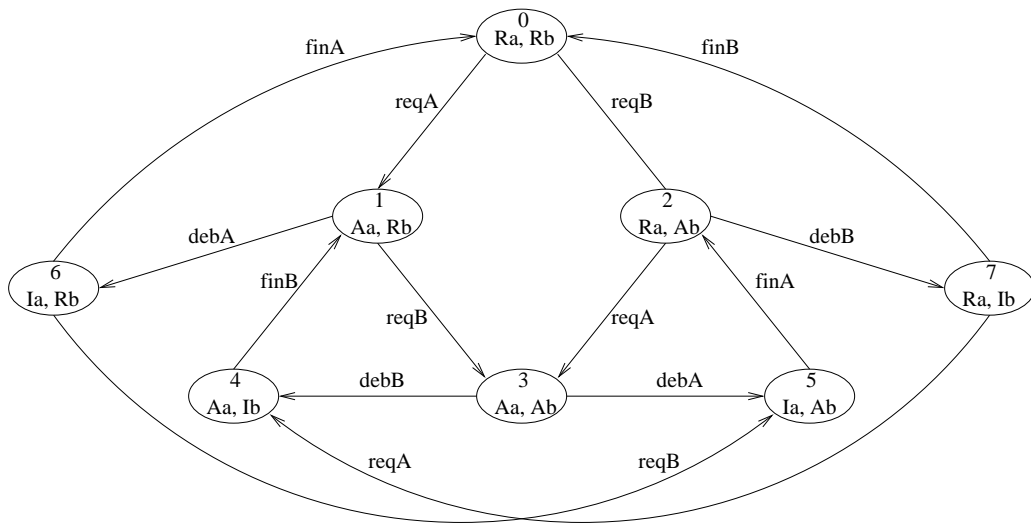 0
Ra, Rb
finA
finB
reqA
reqB
1
Aa, Rb
2
Ra, Ab
debA
debB
6
Ia, Rb
finB
finA
7
Ra, Ib
reqB
reqA
4
Aa, Ib
debB
3
Aa, Ab
debA
5
Ia, Ab
reqA
reqB